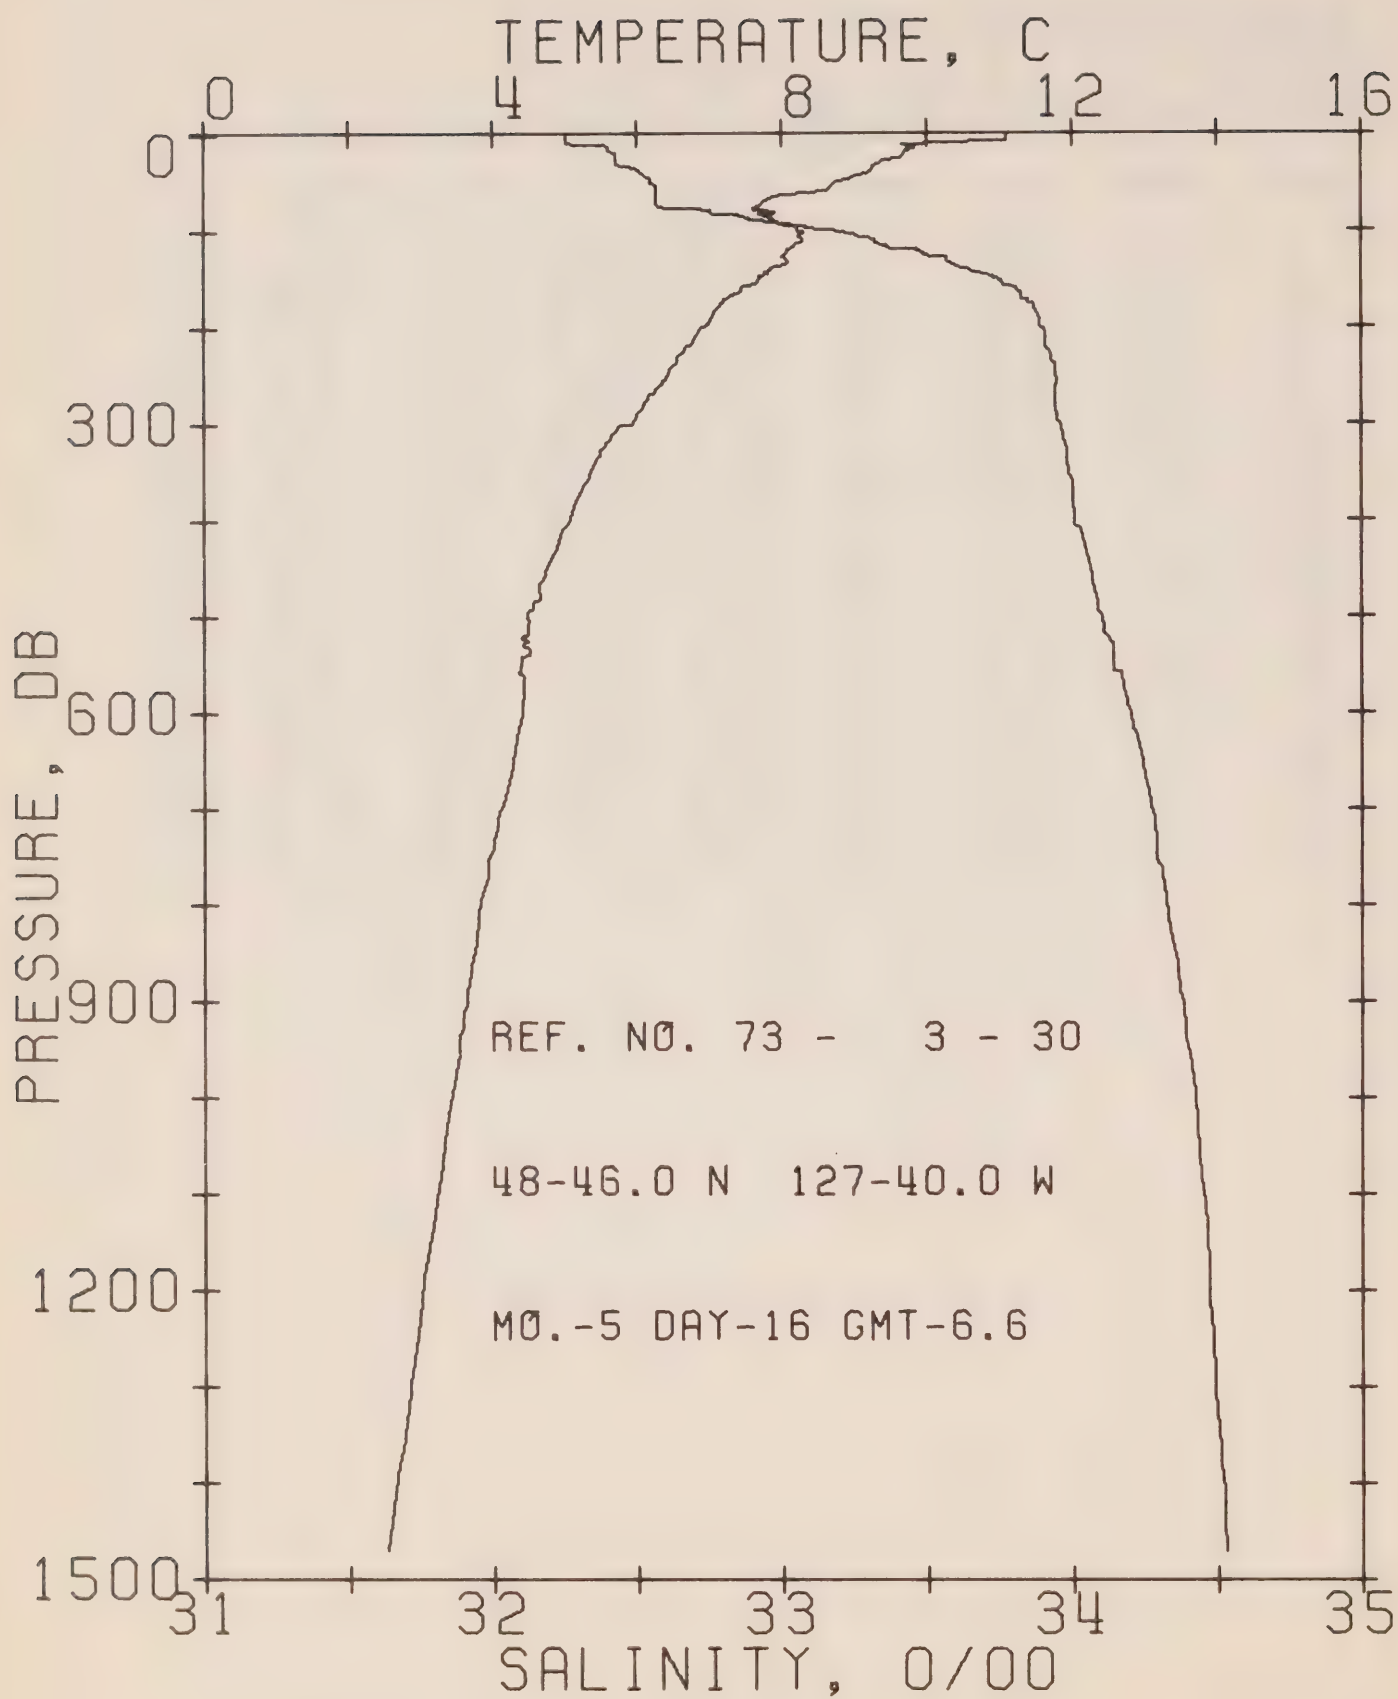 TEMPERATURE, C
0 4 8 12 16
0
300
600
900
1200
1500
PRESSURE, DB
REF. NØ. 73 - 3 - 30
48-46.0 N 127-40.0 W
MØ.-5 DAY-16 GMT-6.6
31 32 33 34 35
SALINITY, 0/00